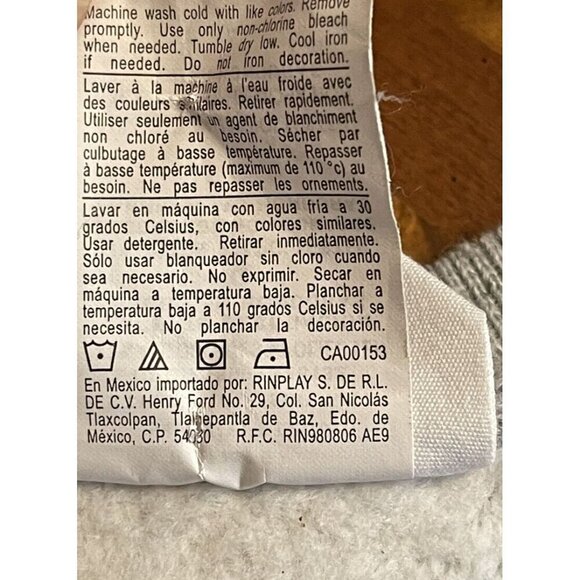 Machine wash cold with like colors. Remove
promptly. Use only non-chlorine bleach
when needed. Tumble dry low. Cool iron
if needed. Do not iron decoration.
Laver à la machine à l'eau froide avec
des couleurs similaires. Retirer rapidement.
Utiliser seulement un agent de blanchiment
non chloré au besoin. Sécher par
culbutage à basse température. Repasser
à basse température (maximum de 110 °c) au
besoin. Ne pas repasser les ornements.
Lavar en máquina con agua fria a 30
grados Celsius, con colores similares.
Usar detergente. Retirar inmediatamente.
Sólo usar blanqueador sin cloro cuando
sea necesario. No exprimir. Secar en
máquina a temperatura baja. Planchar a
temperatura baja a 110 grados Celsius si se
necesita. No planchar la decoración.
CA00153
En Mexico importado por: RINPLAY S. DE R.L.
DE C.V. Henry Ford No. 29, Col. San Nicolás
Tlaxcolpan, Tlalnepantla de Baz, Edo. de
México, C.P. 54030 R.F.C. RIN980806 AE9